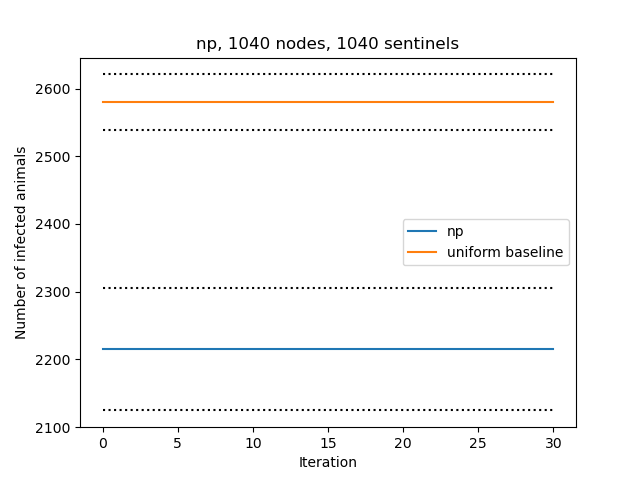 np, 1040 nodes, 1040 sentinels
Number of infected animals
2600
2500
2400
2300
2200
2100
np
uniform baseline
0 5 10 15 20 25 30
Iteration